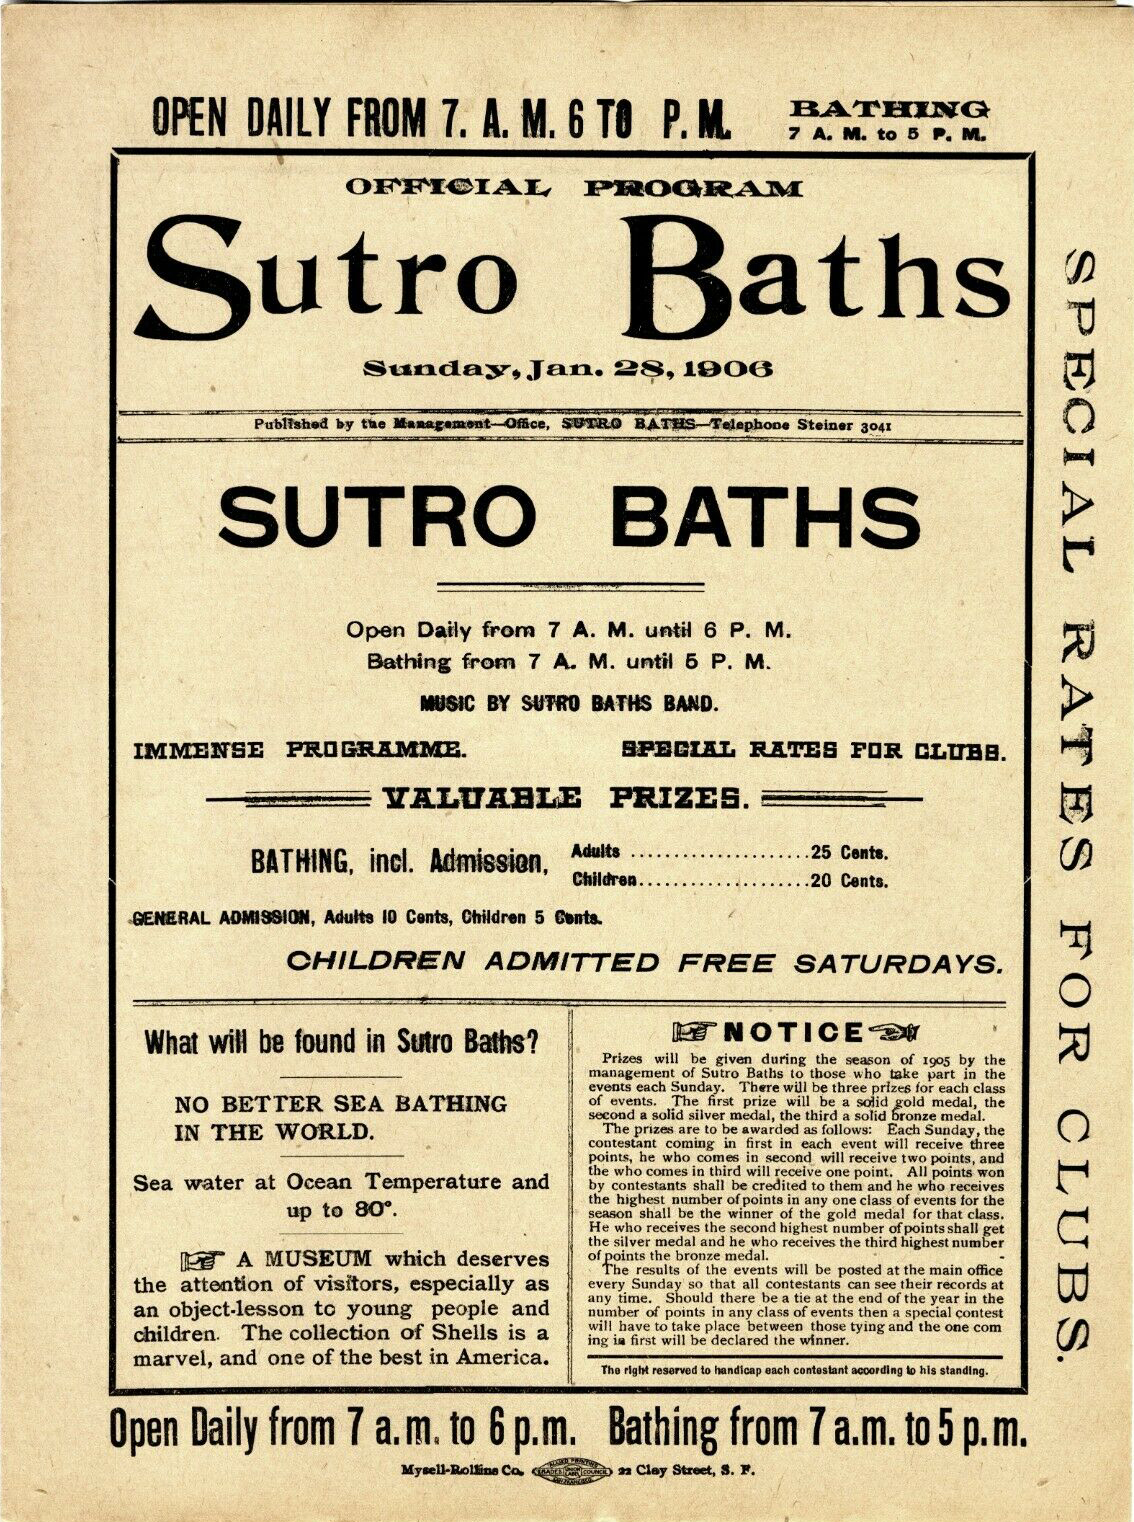 OPEN DAILY FROM 7. A. M. 6 TO P. M.
BATHING
7 A. M. to 5 P. M.
OFFICIAL PROGRAM
Sutro Baths
Sunday, Jan. 28, 1906
Published by the Management—Office, SUTRO BATHS—Telephone Steiner 3041
SUTRO BATHS
Open Daily from 7 A. M. until 6 P. M.
Bathing from 7 A. M. until 5 P. M.
MUSIC BY SUTRO BATHS BAND.
IMMENSE PROGRAMME. SPECIAL RATES FOR CLUBS.
VALUABLE PRIZES.
BATHING, incl. Admission,
Adults ....................25 Cents.
Children....................20 Cents.
GENERAL ADMISSION, Adults 10 Cents, Children 5 Cents.
CHILDREN ADMITTED FREE SATURDAYS.
What will be found in Sutro Baths?
NO BETTER SEA BATHING
IN THE WORLD.
Sea water at Ocean Temperature and
up to 80°.
☞ A MUSEUM which deserves
the attention of visitors, especially as
an object-lesson to young people and
children. The collection of Shells is a
marvel, and one of the best in America.
☞ NOTICE ☜
Prizes will be given during the season of 1905 by the
management of Sutro Baths to those who take part in the
events each Sunday. There will be three prizes for each class
of events. The first prize will be a solid gold medal, the
second a solid silver medal, the third a solid bronze medal.
The prizes are to be awarded as follows: Each Sunday, the
contestant coming in first in each event will receive three
points, he who comes in second will receive two points, and
the who comes in third will receive one point. All points won
by contestants shall be credited to them and he who receives
the highest number of points in any one class of events for the
season shall be the winner of the gold medal for that class.
He who receives the second highest number of points shall get
the silver medal and he who receives the third highest number
of points the bronze medal.
The results of the events will be posted at the main office
every Sunday so that all contestants can see their records at
any time. Should there be a tie at the end of the year in the
number of points in any class of events then a special contest
will have to take place between those tying and the one com
ing in first will be declared the winner.
The right reserved to handicap each contestant according to his standing.
SPECIAL RATES FOR CLUBS.
Open Daily from 7 a.m. to 6 p.m. Bathing from 7 a.m. to 5 p.m.
Mysell-Rollins Co. ALLIED PRINTING TRADES UNION LABEL COUNCIL SAN FRANCISCO 22 Clay Street, S. F.